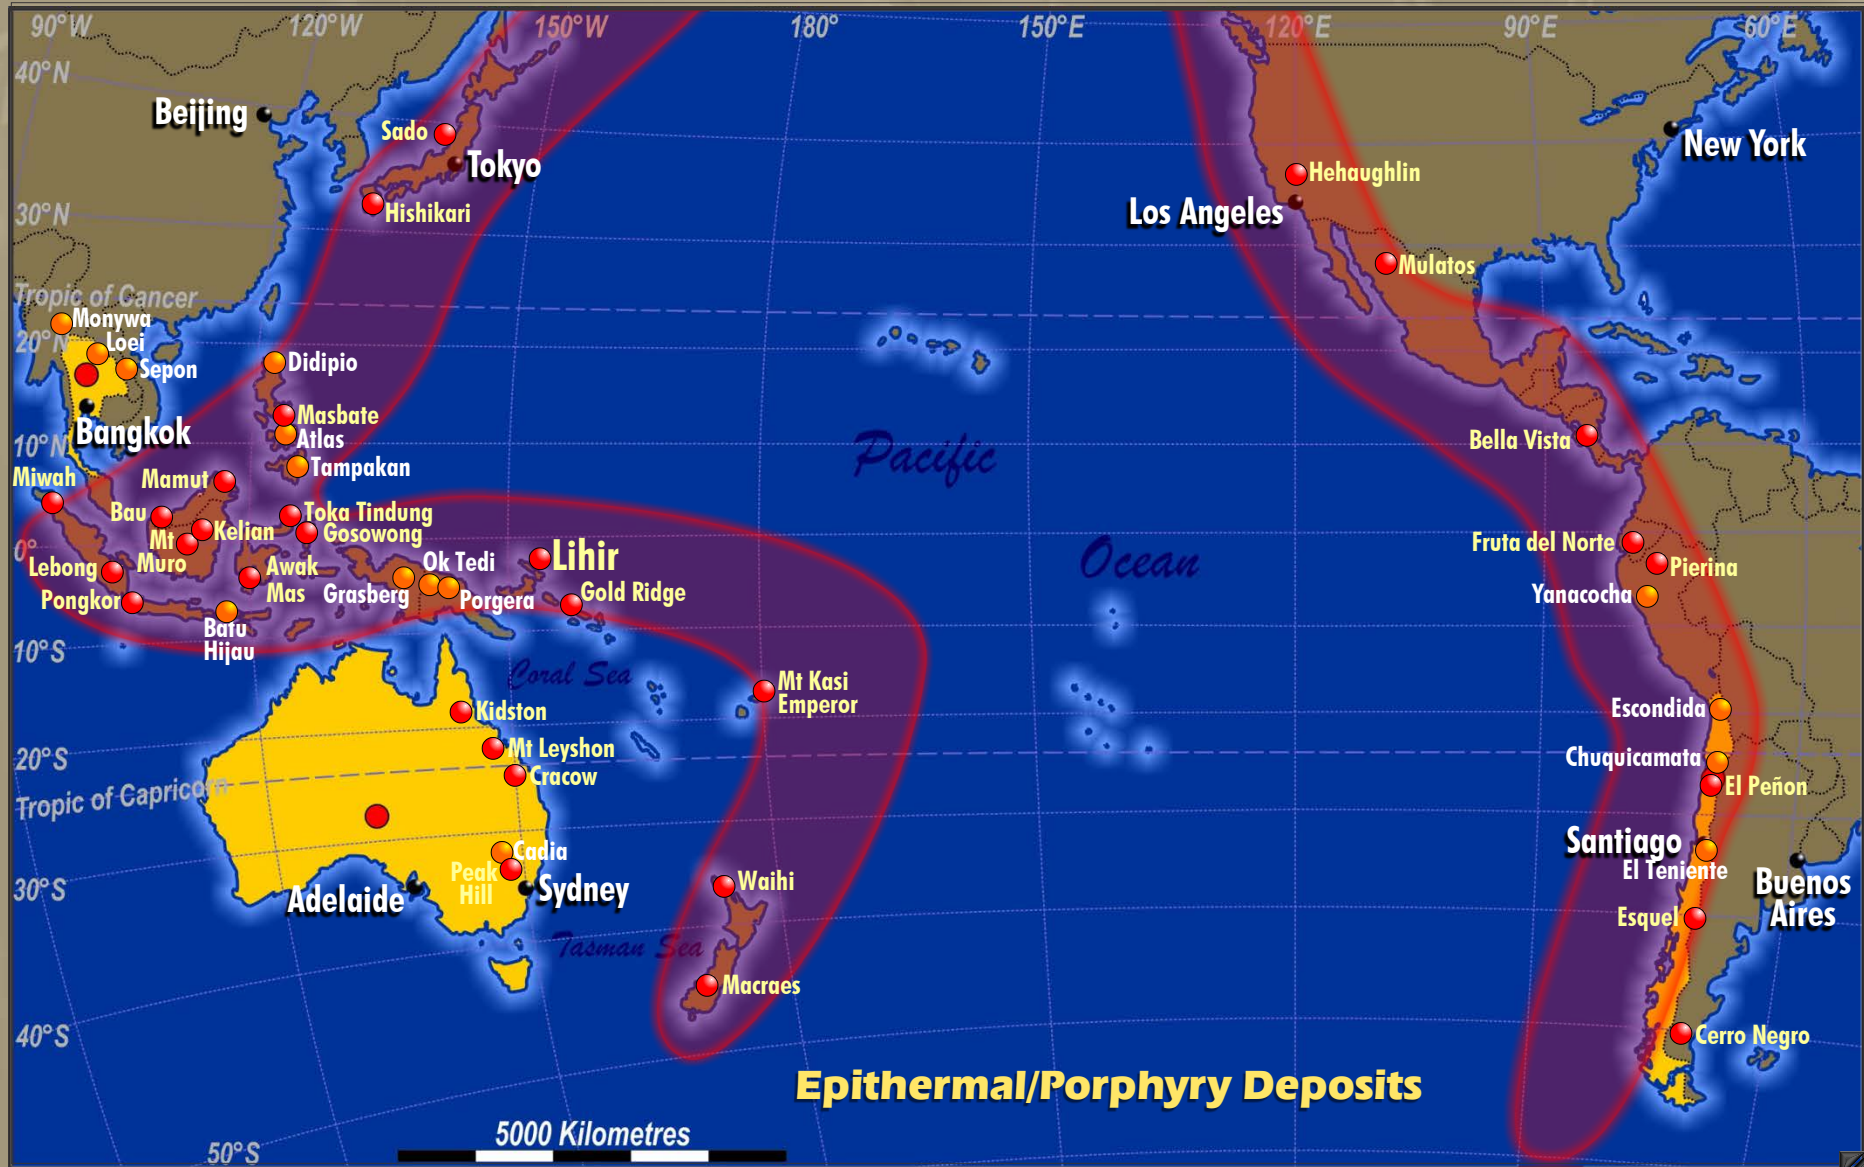 90°W
120°W
150°W
180°
150°E
120°E
90°E
60°E
40°N
Beijing
Sado
Tokyo
New York
Hehaughlin
Hishikari
Los Angeles
30°N
Mulatos
Tropic of Cancer
Monywa
Loei
20°N
Sepon
Didipio
Masbate
Bangkok
Atlas
10°N
Bella Vista
Pacific
Tampakan
Miwah
Mamut
Bau
Toka Tindung
Kelian
Gosowong
Mt
Muro
0°
Fruta del Norte
Lihir
Ocean
Ok Tedi
Lebong
Awak
Mas
Pierina
Grasberg
Porgera
Gold Ridge
Yanacocha
Pongkor
Batu
Hijau
10°S
Coral Sea
Mt Kasi
Emperor
Kidston
Escondida
Mt Leyshon
20°S
Chuquicamata
Cracow
El Peñon
Tropic of Capricorn
Santiago
Cadia
Peak
Hill
El Teniente
30°S
Adelaide
Sydney
Waihi
Buenos
Aires
Esquel
Tasman Sea
Macraes
40°S
Cerro Negro
Epithermal/Porphyry Deposits
5000 Kilometres
50°S